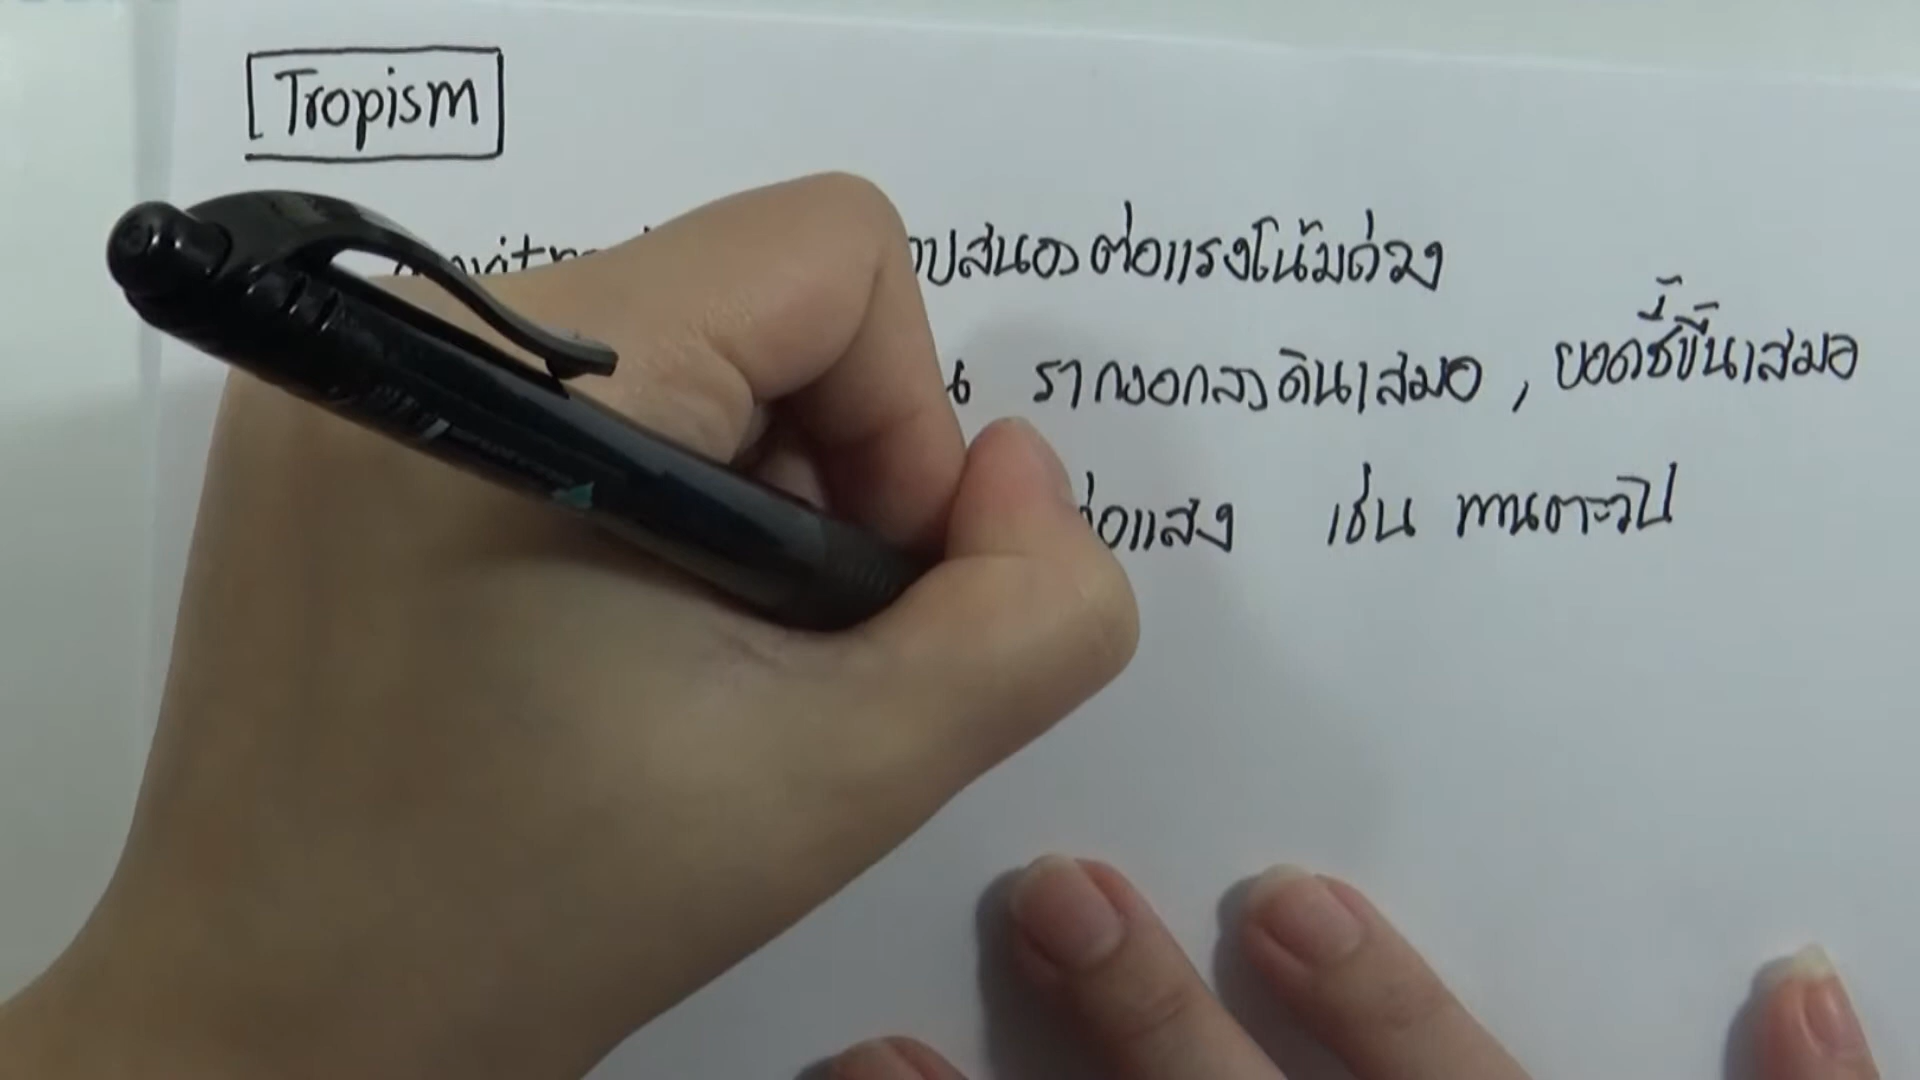 Tropism
ตอบสนองต่อแรงโน้มถ่วง
รากงอกลงดินเสมอ , ยอดชี้ขึ้นเสมอ
ต่อแสง เช่น ทานตะวัน